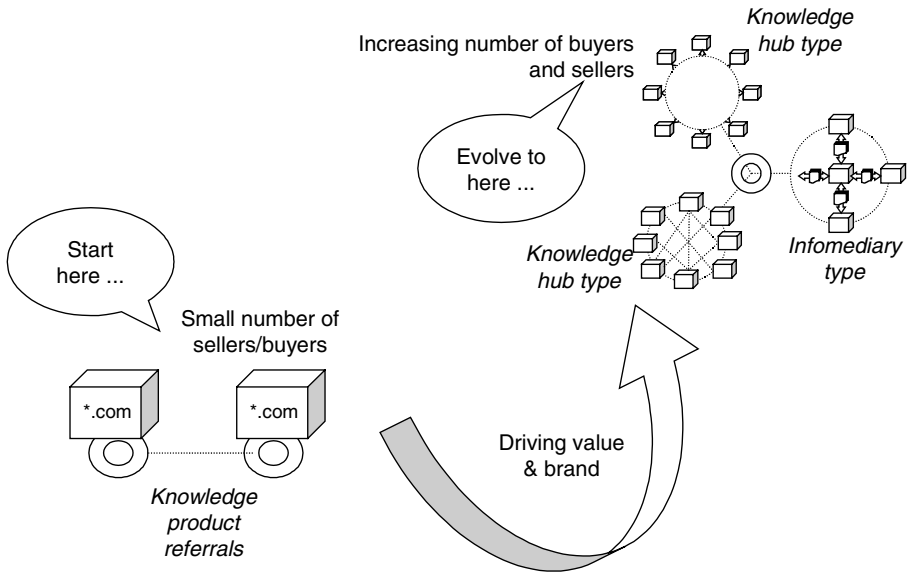 Knowledge
hub type
Increasing number of buyers
and sellers
Evolve to
here ...
Start
here ...
Knowledge
hub type
Infomediary
type
Small number of
sellers/buyers
*.com
*.com
Driving value
& brand
Knowledge
product
referrals